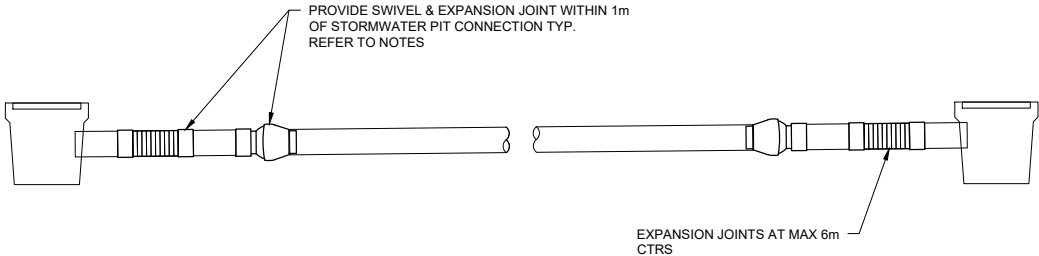 PROVIDE SWIVEL & EXPANSION JOINT WITHIN 1m
OF STORMWATER PIT CONNECTION TYP.
REFER TO NOTES
EXPANSION JOINTS AT MAX 6m
CTRS